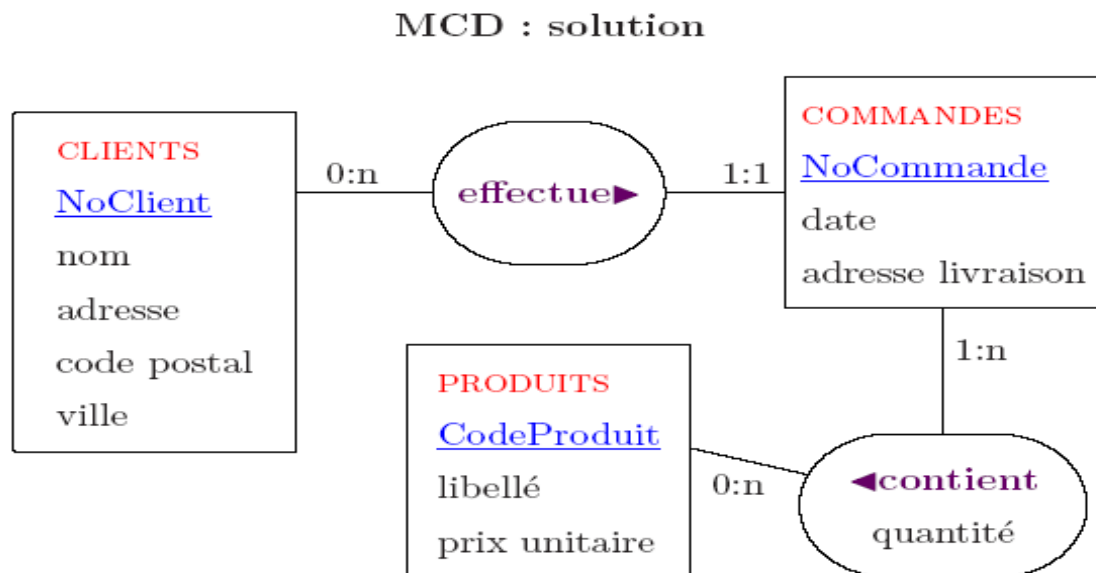 MCD : solution
CLIENTS
NoClient
nom
adresse
code postal
ville
0:n
effectue►
1:1
COMMANDES
NoCommande
date
adresse livraison
1:n
PRODUITS
CodeProduit
libellé
prix unitaire
0:n
◄contient
quantité